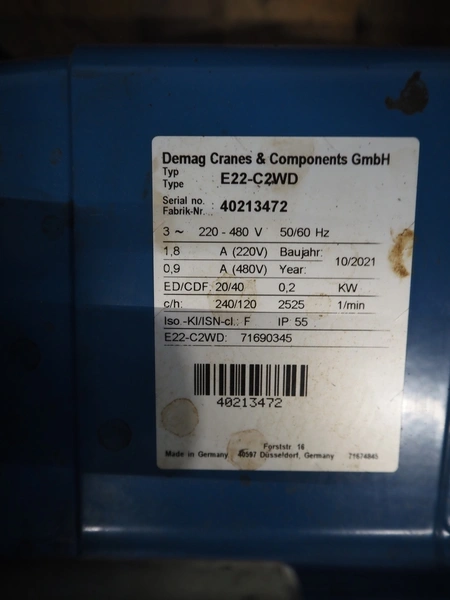 Demag Cranes & Components GmbH
Typ
Type E22-C2WD
Serial no.
Fabrik-Nr. : 40213472
3 ~ 220 - 480 V 50/60 Hz
1,8 A (220V) Baujahr:
0,9 A (480V) Year: 10/2021
ED/CDF: 20/40 0,2 KW
c/h: 240/120 2525 1/min
Iso -KI/ISN-cl.: F IP 55
E22-C2WD: 71690345
40213472
Forststr 16
Made in Germany 40597 Düsseldorf, Germany 71674845